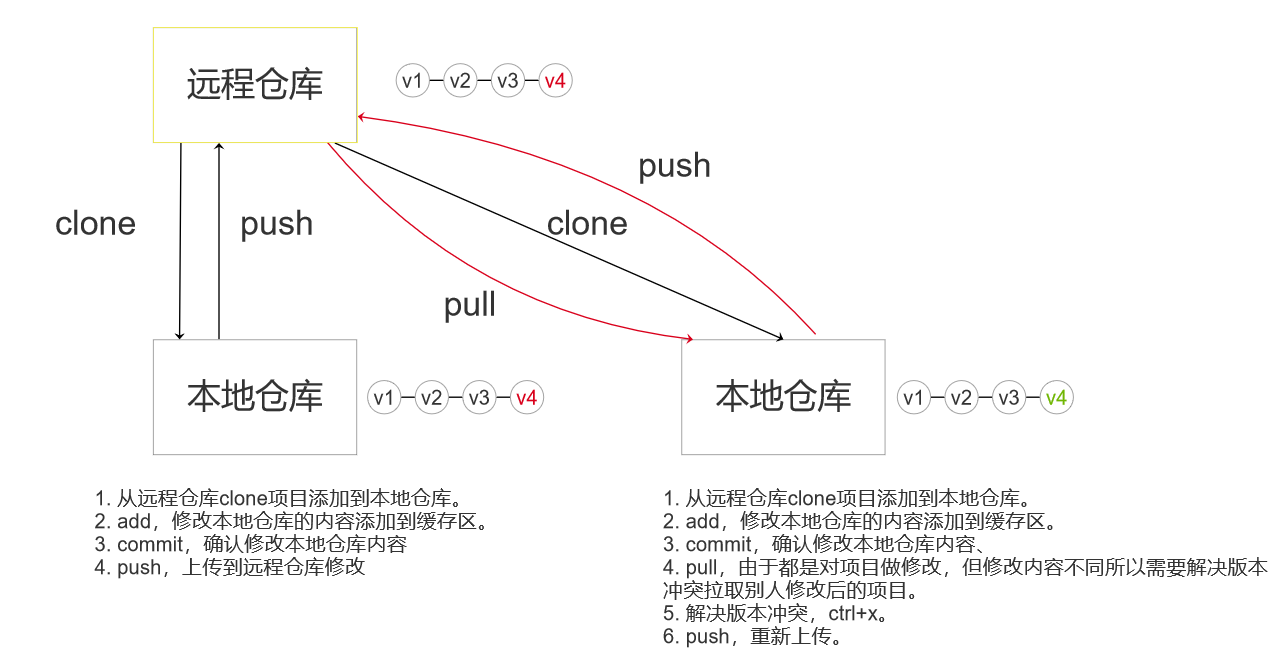 远程仓库
v1 v2 v3 v4
push
clone
push
clone
pull
本地仓库
v1 v2 v3 v4
本地仓库
v1 v2 v3 v4
1. 从远程仓库clone项目添加到本地仓库。
2. add，修改本地仓库的内容添加到缓存区。
3. commit，确认修改本地仓库内容
4. push，上传到远程仓库修改
1. 从远程仓库clone项目添加到本地仓库。
2. add，修改本地仓库的内容添加到缓存区。
3. commit，确认修改本地仓库内容、
4. pull，由于都是对项目做修改，但修改内容不同所以需要解决版本
冲突拉取别人修改后的项目。
5. 解决版本冲突，ctrl+x。
6. push，重新上传。